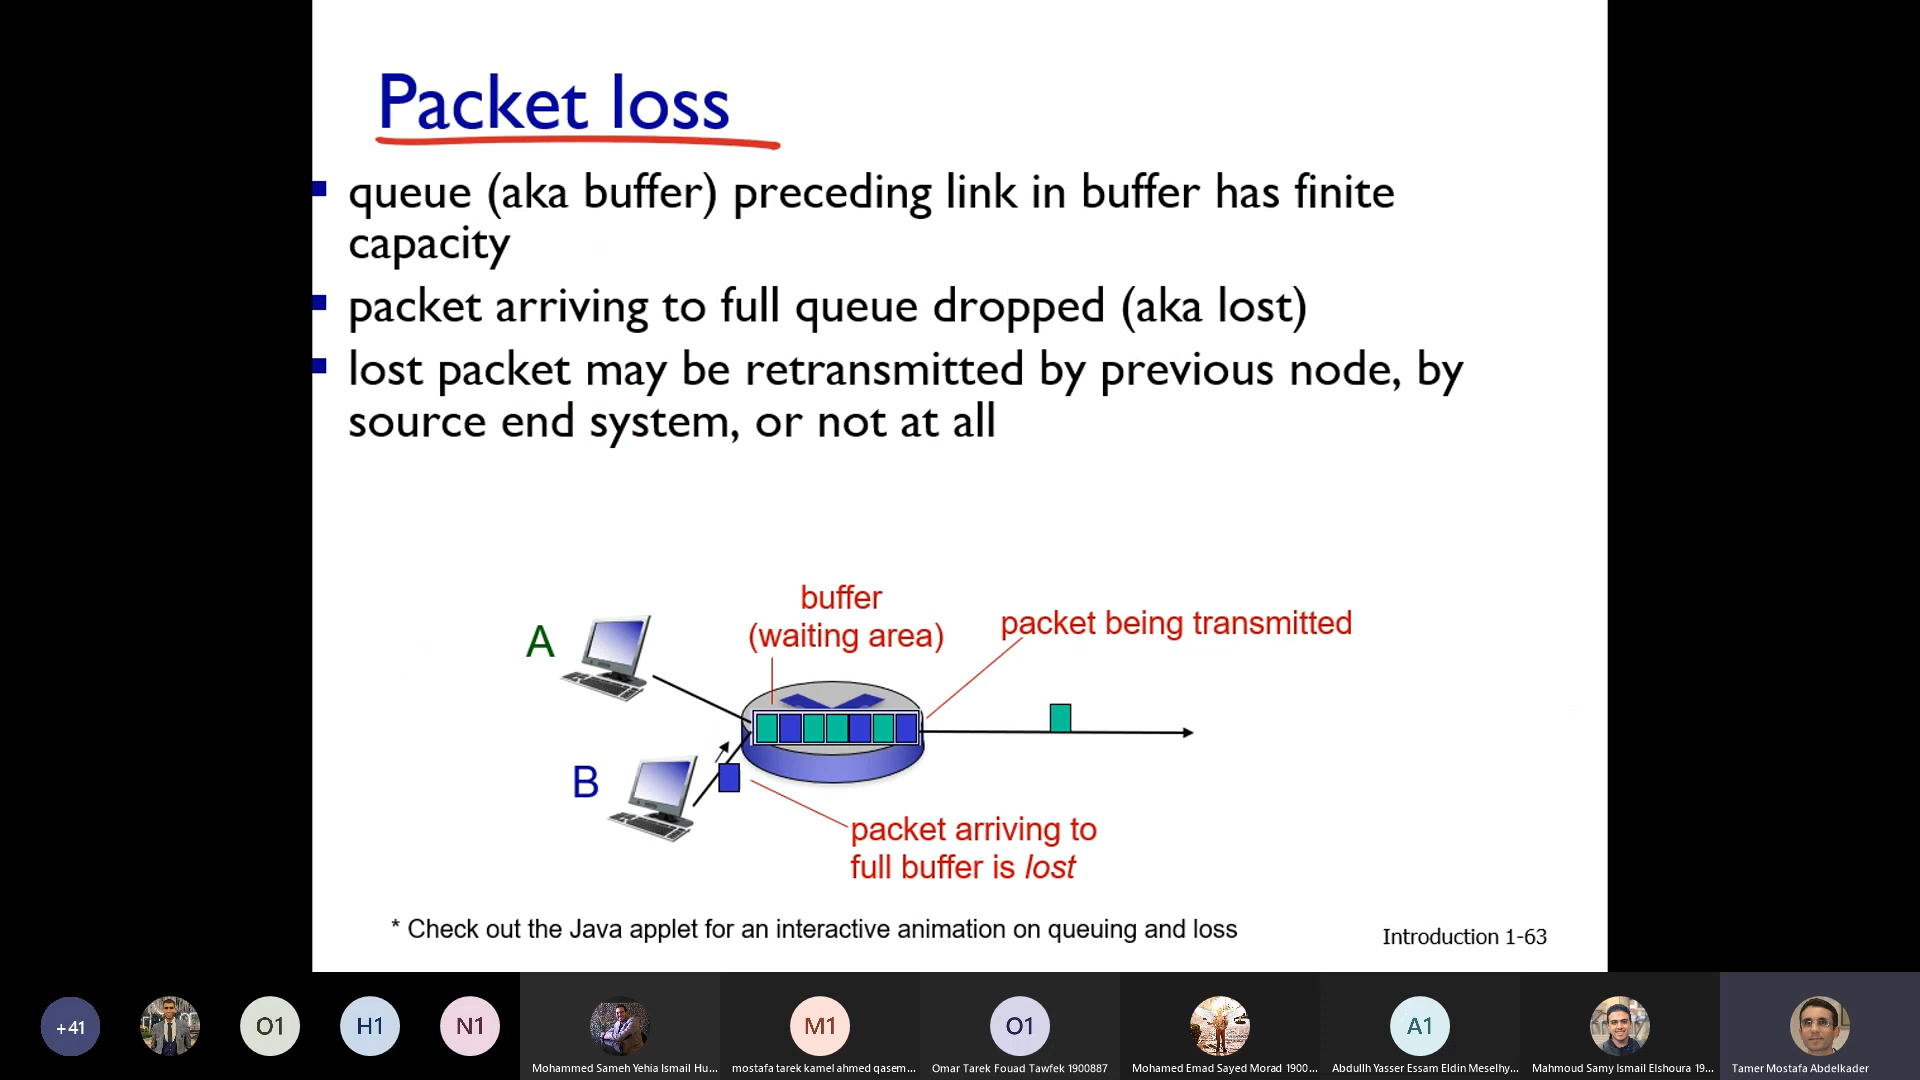 Packet loss
queue (aka buffer) preceding link in buffer has finite
capacity
packet arriving to full queue dropped (aka lost)
lost packet may be retransmitted by previous node, by
source end system, or not at all
buffer
(waiting area)
packet being transmitted
A
B
packet arriving to
full buffer is lost
* Check out the Java applet for an interactive animation on queuing and loss
Introduction 1-63
+41
O1
H1
N1
M1
O1
A1
Mohammed Sameh Yehia Ismail Hu...
mostafa tarek kamel ahmed qasem...
Omar Tarek Fouad Tawfek 1900887
Mohamed Emad Sayed Morad 1900...
Abdullh Yasser Essam Eldin Meselhy...
Mahmoud Samy Ismail Elshoura 19...
Tamer Mostafa Abdelkader